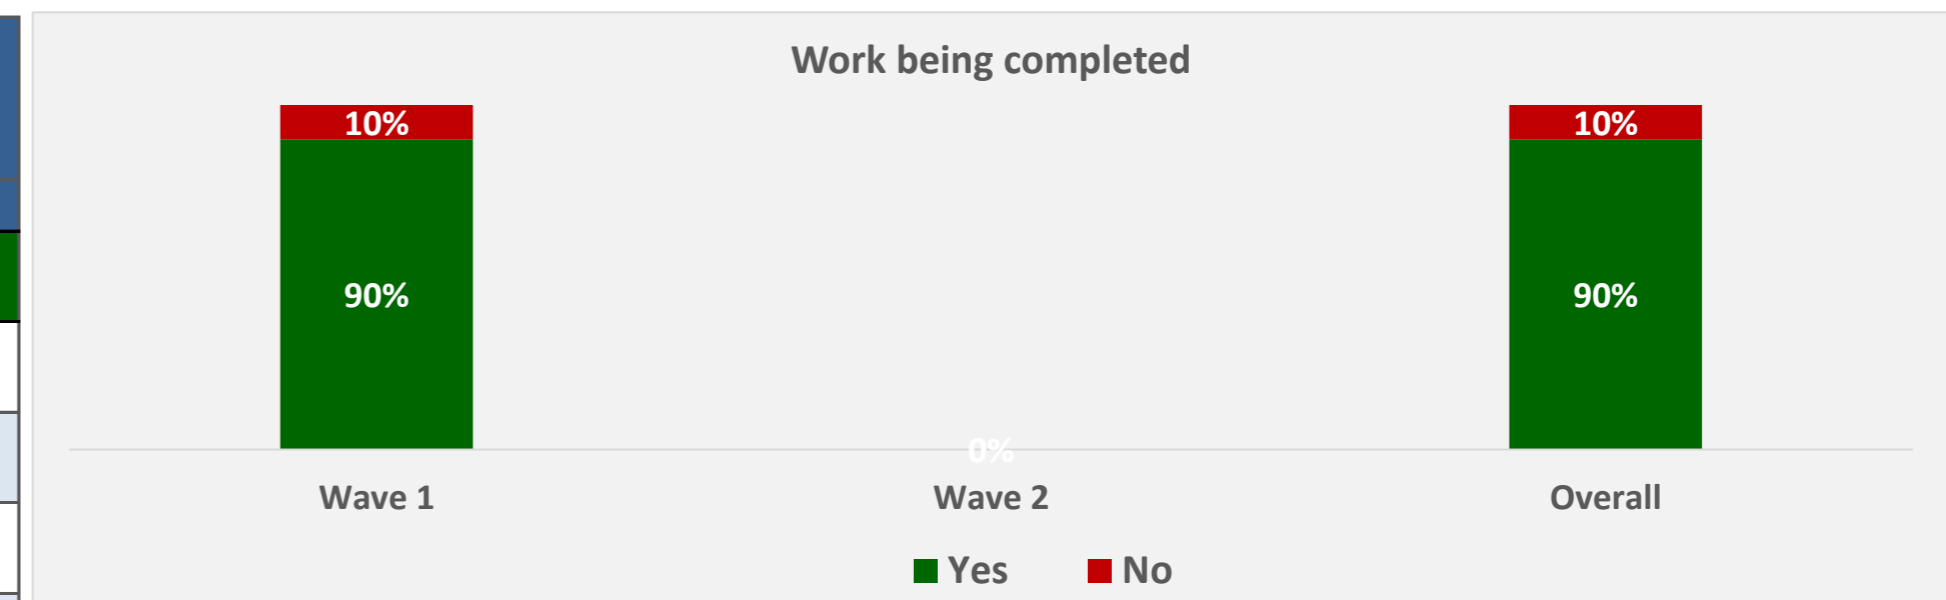 Work being completed
10% 10%
90% 90%
0%
Wave 1 Wave 2 Overall
Yes No